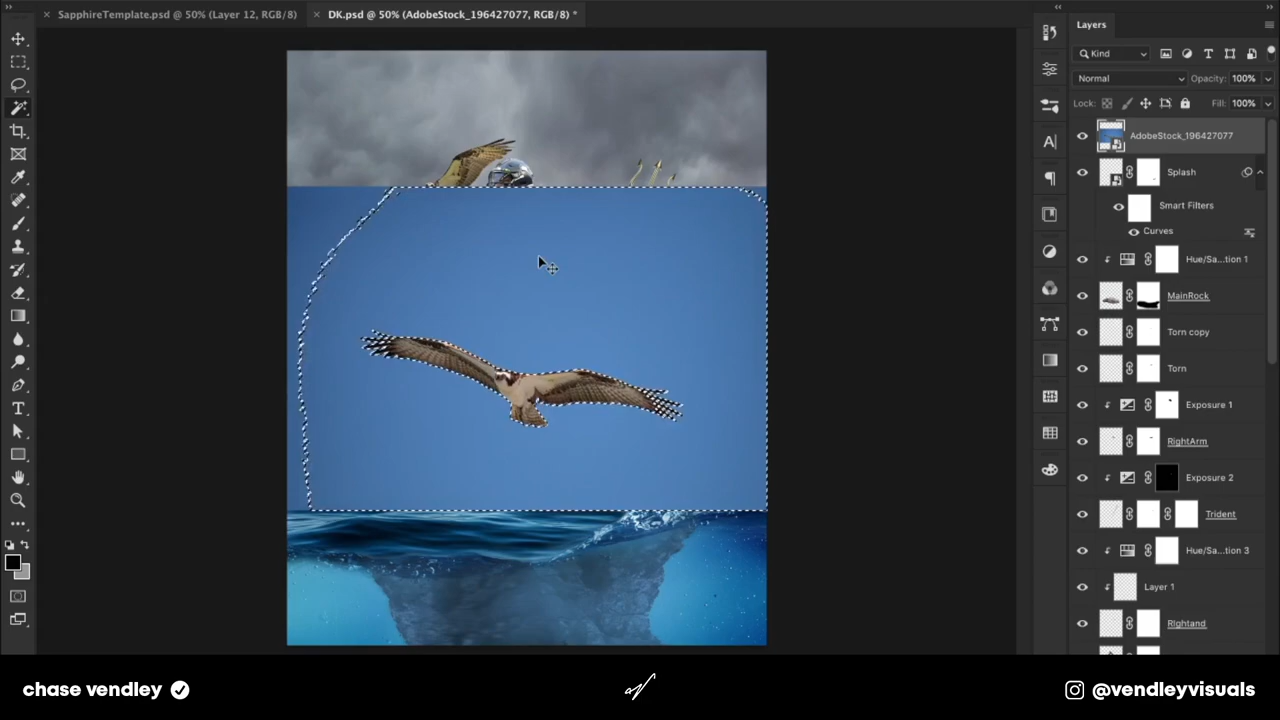 SapphireTemplate.psd @ 50% (Layer 12, RGB/8)
DK.psd @ 50% (AdobeStock_196427077, RGB/8) *
Layers
Kind
Normal
Opacity: 100%
Lock:
Fill: 100%
AdobeStock_196427077
Splash
Smart Filters
Curves
Hue/Sa...tion 1
MainRock
Torn copy
Torn
Exposure 1
RightArm
Exposure 2
Trident
Hue/Sa...tion 3
Layer 1
RIghtand
chase vendley
@vendleyvisuals